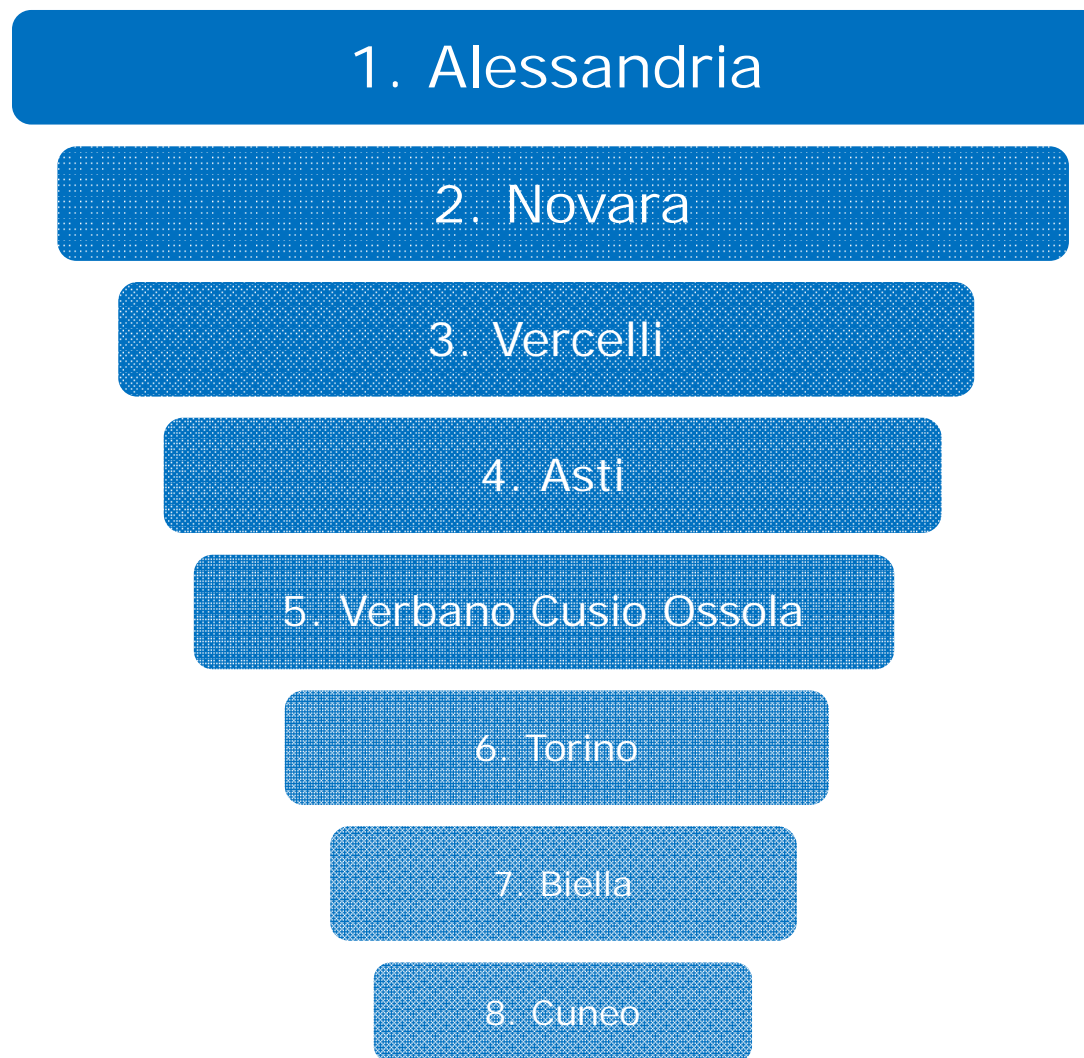 1. Alessandria
2. Novara
3. Vercelli
4. Asti
5. Verbano Cusio Ossola
6. Torino
7. Biella
8. Cuneo